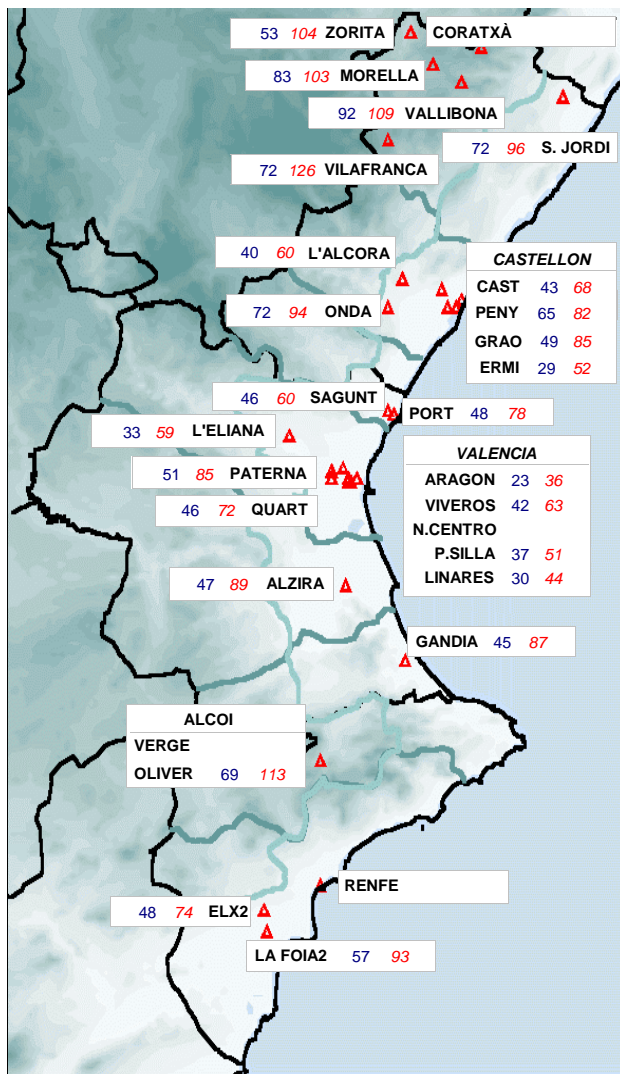 53 104 ZORITA
CORATXÀ
83 103 MORELLA
92 109 VALLIBONA
72 96 S. JORDI
72 126 VILAFRANCA
40 60 L'ALCORA
CASTELLON
CAST 43 68
PENY 65 82
GRAO 49 85
ERMI 29 52
72 94 ONDA
46 60 SAGUNT
PORT 48 78
33 59 L'ELIANA
51 85 PATERNA
46 72 QUART
VALENCIA
ARAGON 23 36
VIVEROS 42 63
N.CENTRO
P.SILLA 37 51
LINARES 30 44
47 89 ALZIRA
GANDIA 45 87
ALCOI
VERGE
OLIVER 69 113
RENFE
48 74 ELX2
LA FOIA2 57 93